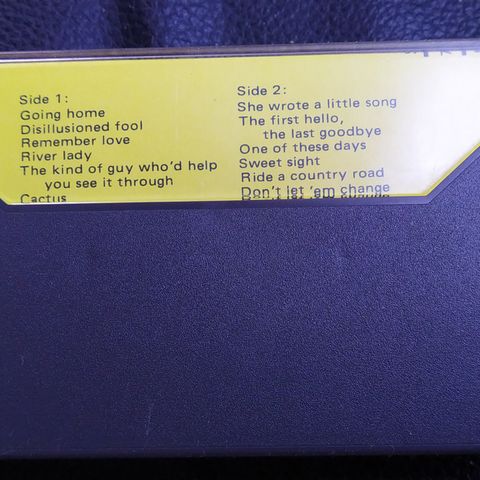 Side 1:
Going home
Disillusioned fool
Remember love
River lady
The kind of guy who'd help
you see it through
Cactus
Side 2:
She wrote a little song
The first hello,
the last goodbye
One of these days
Sweet sight
Ride a country road
Don't let 'em change